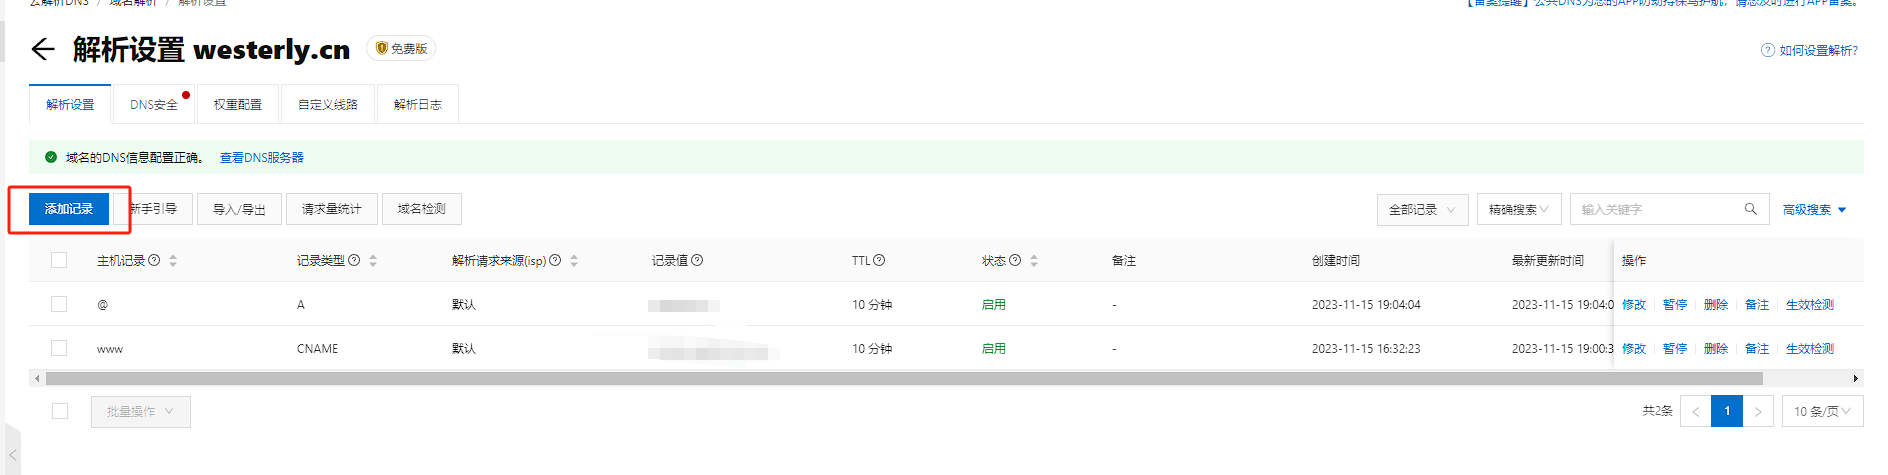 云解析DNS / 域名解析 / 解析设置
【备案提醒】公共DNS为您的APP防劫持保驾护航，请您及时进行APP备案。
解析设置 westerly.cn 免费版
如何设置解析?
解析设置 DNS安全 权重配置 自定义线路 解析日志
域名的DNS信息配置正确。 查看DNS服务器
添加记录 新手引导 导入/导出 请求量统计 域名检测 全部记录 精确搜索 输入关键字 高级搜索
主机记录 记录类型 解析请求来源(isp) 记录值 TTL 状态 备注 创建时间 最新更新时间 操作
@ A 默认 10 分钟 启用 - 2023-11-15 19:04:04 2023-11-15 19:04:0 修改 暂停 删除 备注 生效检测
www CNAME 默认 10 分钟 启用 - 2023-11-15 16:32:23 2023-11-15 19:00:3 修改 暂停 删除 备注 生效检测
批量操作 共2条 < 1 > 10 条/页